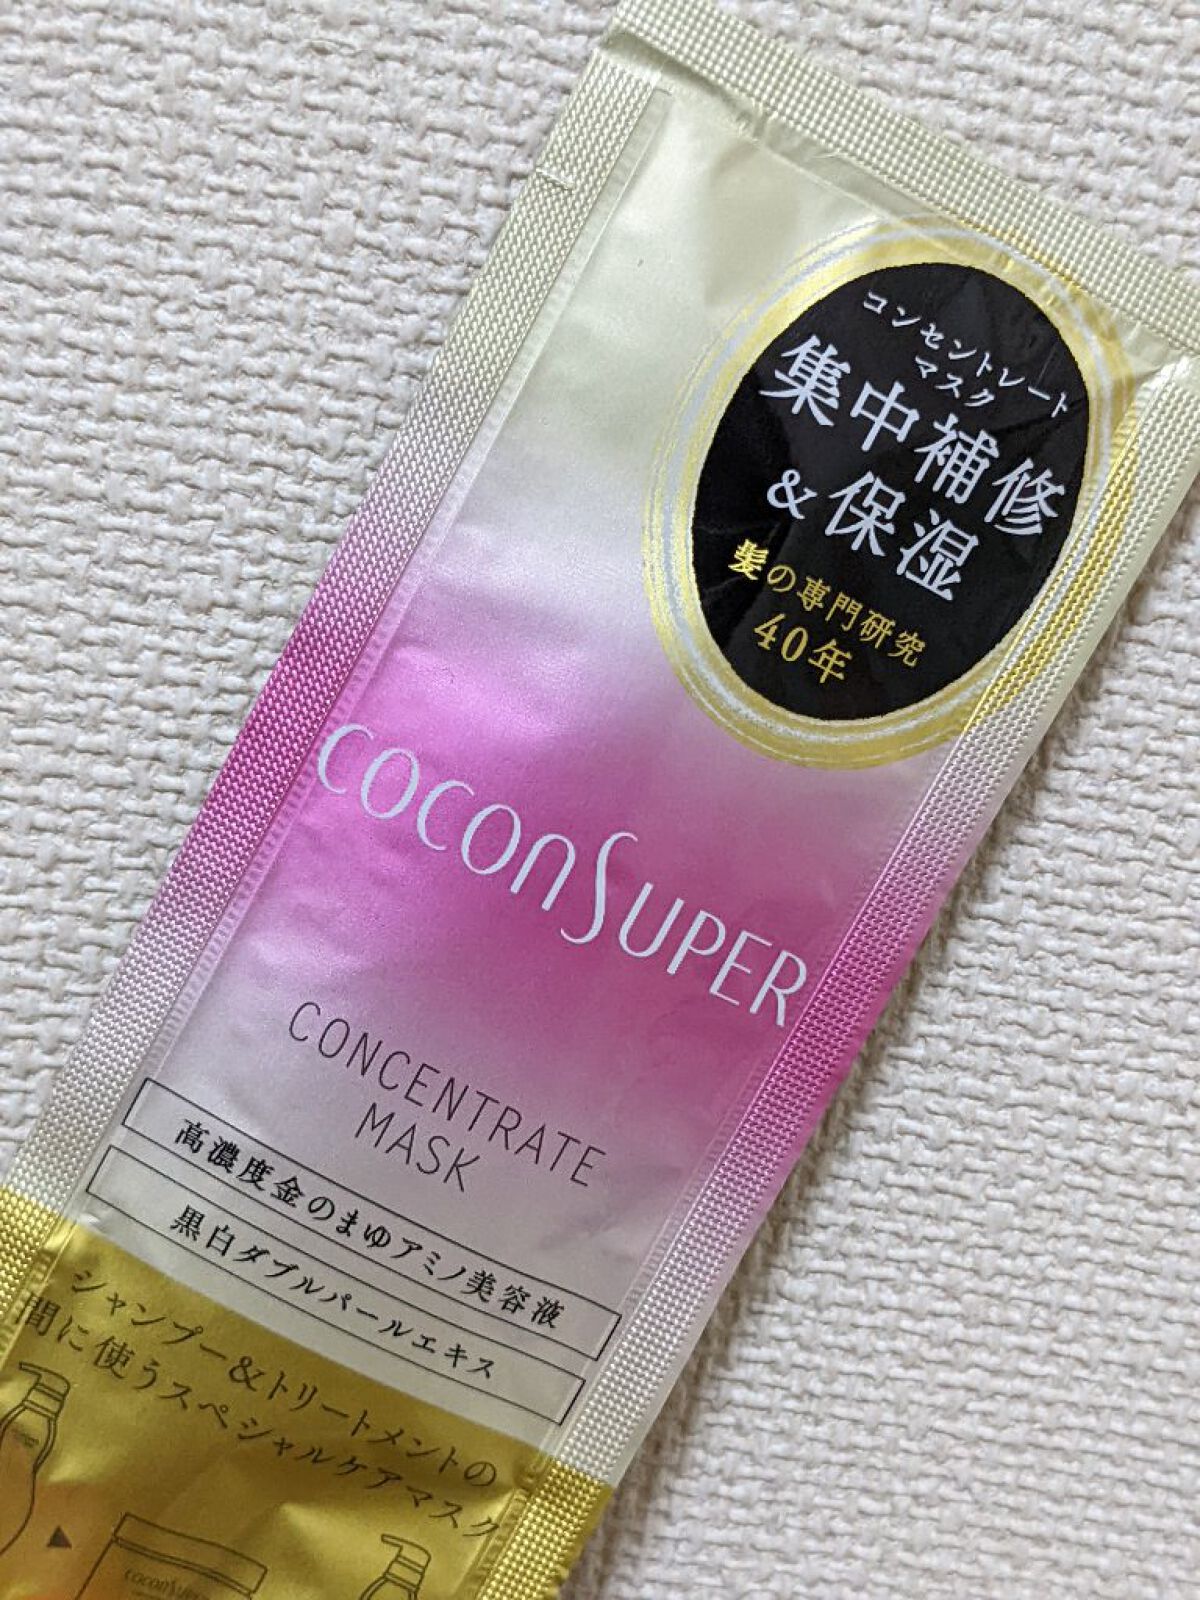 コンセントレート
マスク
集中補修
&保湿
髪の専門研究
40年
coconSUPER
CONCENTRATE
MASK
高濃度金のまゆアミノ美容液
黒白ダブルパールエキス
シャンプー&トリートメントの
間に使うスペシャルケアマスク
coconSUPER